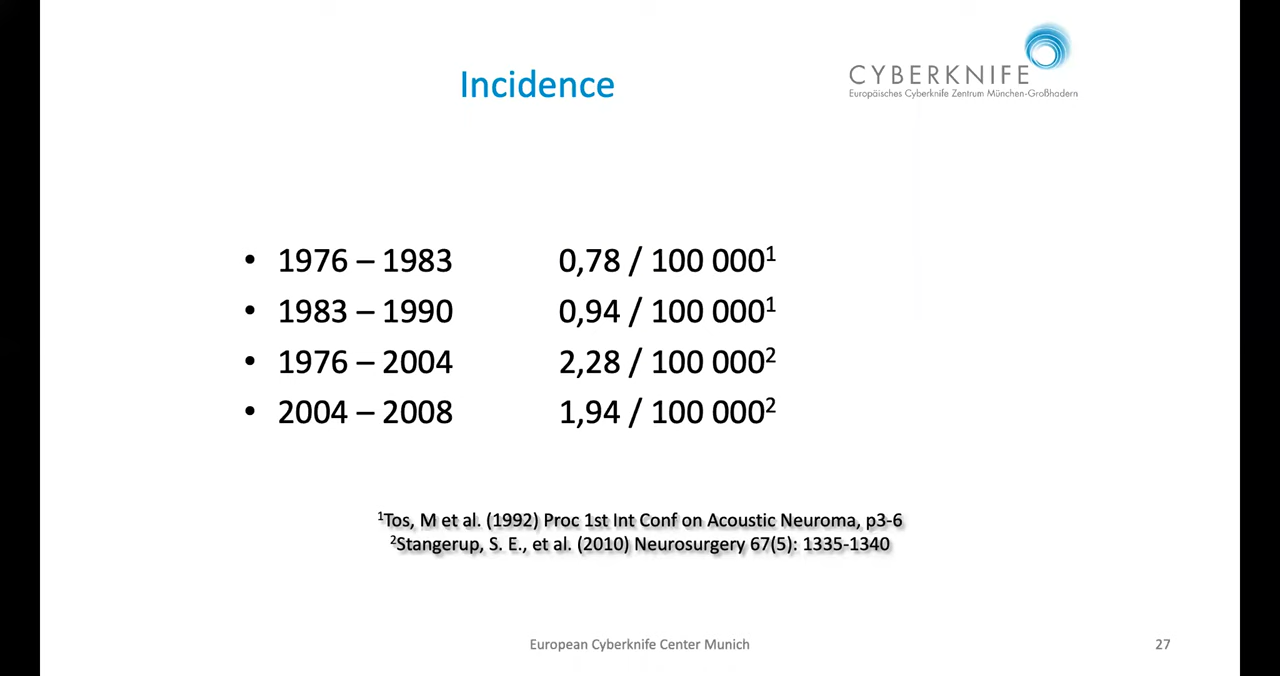 Incidence
CYBERKNIFE
Europäisches Cyberknife Zentrum München-Großhadern
• 1976 – 1983 0,78 / 100 000¹
• 1983 – 1990 0,94 / 100 000¹
• 1976 – 2004 2,28 / 100 000²
• 2004 – 2008 1,94 / 100 000²
¹Tos, M et al. (1992) Proc 1st Int Conf on Acoustic Neuroma, p3-6
²Stangerup, S. E., et al. (2010) Neurosurgery 67(5): 1335-1340
European Cyberknife Center Munich
27